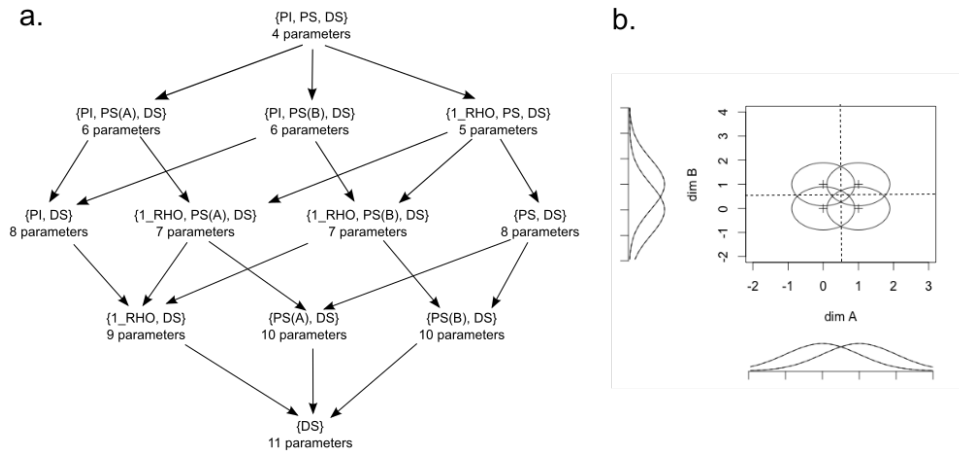 a.
{PI, PS, DS}
4 parameters
{PI, PS(A), DS}
6 parameters
{PI, PS(B), DS}
6 parameters
{1_RHO, PS, DS}
5 parameters
{PI, DS}
8 parameters
{1_RHO, PS(A), DS}
7 parameters
{1_RHO, PS(B), DS}
7 parameters
{PS, DS}
8 parameters
{1_RHO, DS}
9 parameters
{PS(A), DS}
10 parameters
{PS(B), DS}
10 parameters
{DS}
11 parameters
b.
dim B
4
3
2
1
0
-1
-2
-2 -1 0 1 2 3
dim A